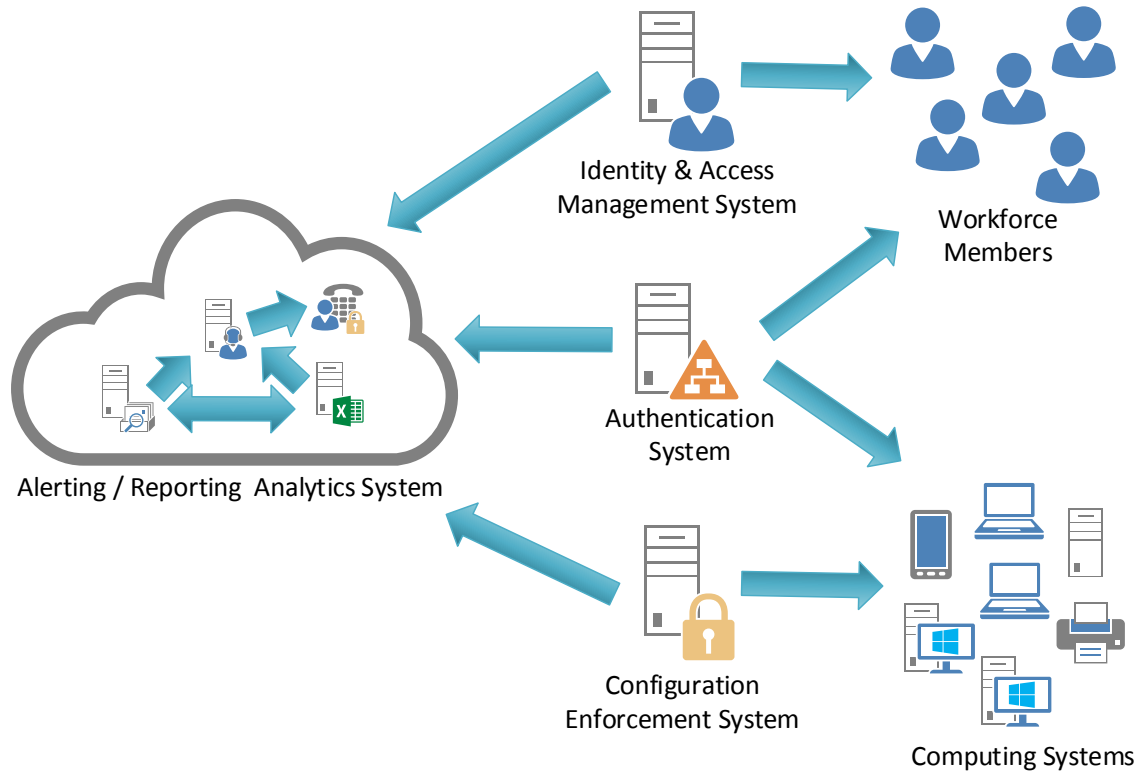 Identity & Access
Management System
Workforce
Members
Authentication
System
Alerting / Reporting  Analytics System
Configuration
Enforcement System
Computing Systems